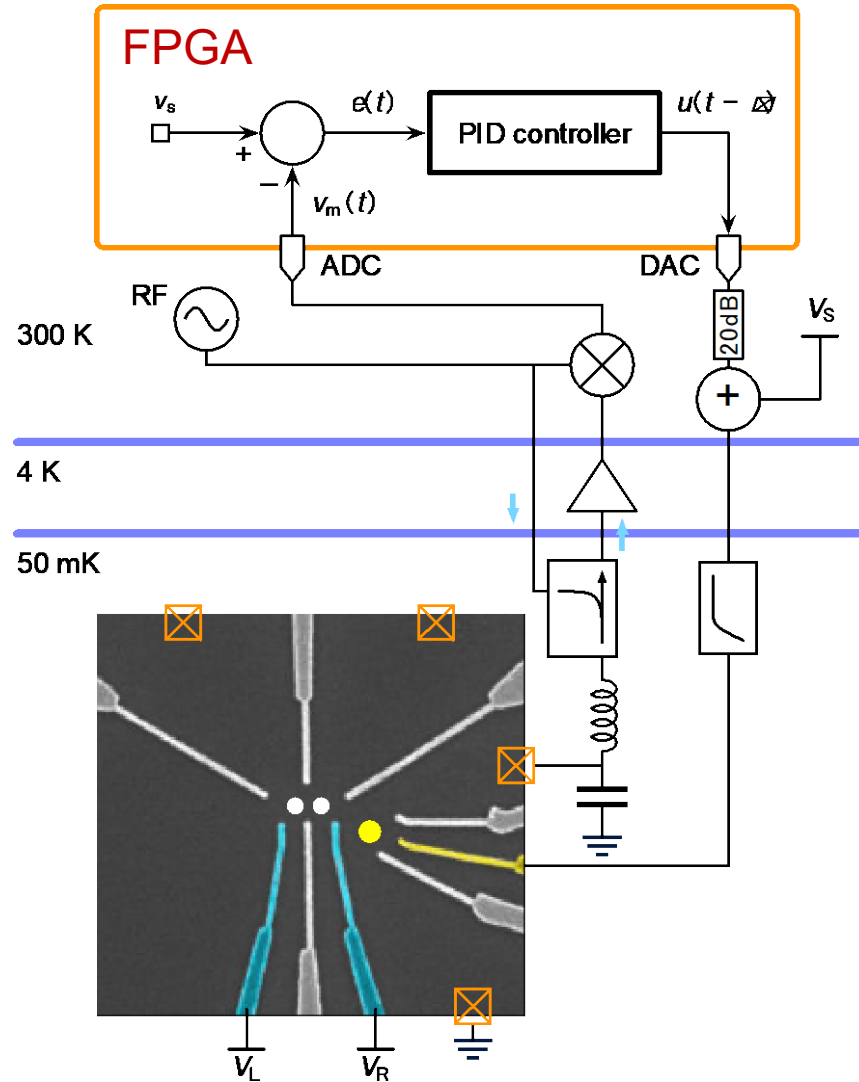 FPGA
vs
e(t)
u(t −
+
PID controller
−
vm(t)
ADC
DAC
RF
20dB
VS
300 K
+
4 K
50 mK
VL
VR